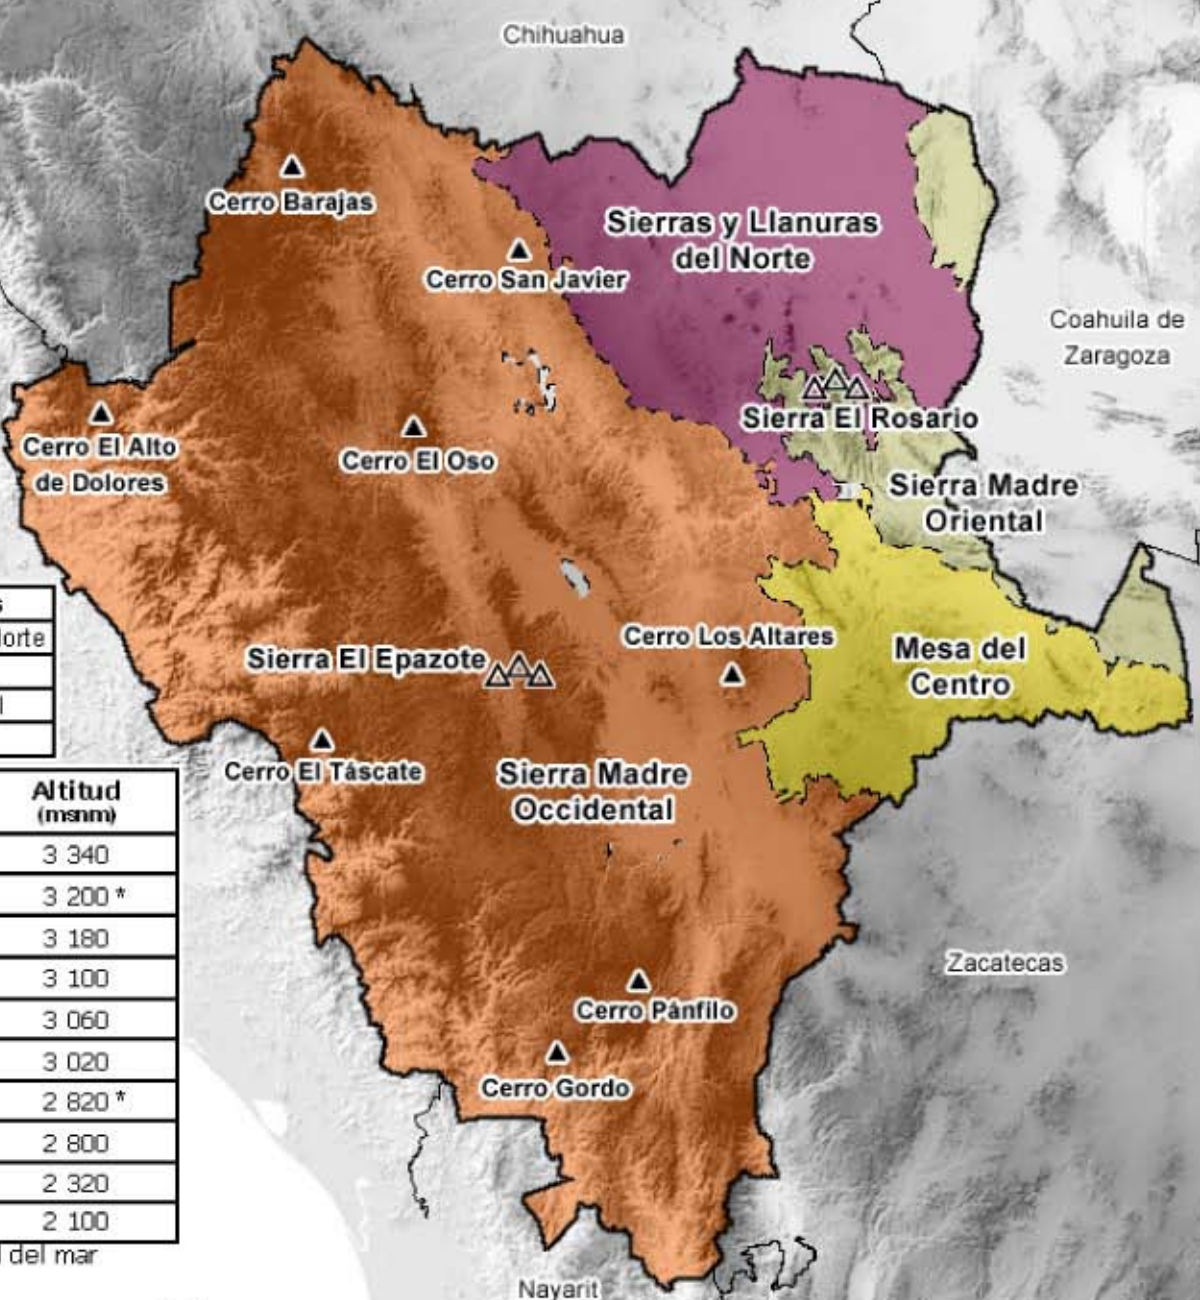 Chihuahua
Cerro Barajas
Sierras y Llanuras
del Norte
Cerro San Javier
Coahuila de
Zaragoza
Sierra El Rosario
Cerro El Alto
de Dolores
Cerro El Oso
Sierra Madre
Oriental
s
Norte
l
Cerro Los Altares
Sierra El Epazote
Mesa del
Centro
Cerro El Táscate
Sierra Madre
Occidental
Altitud
(msnm)
3 340
3 200 *
3 180
3 100
3 060
3 020
2 820 *
2 800
2 320
2 100
l del mar
Zacatecas
Cerro Pánfilo
Cerro Gordo
Nayarit